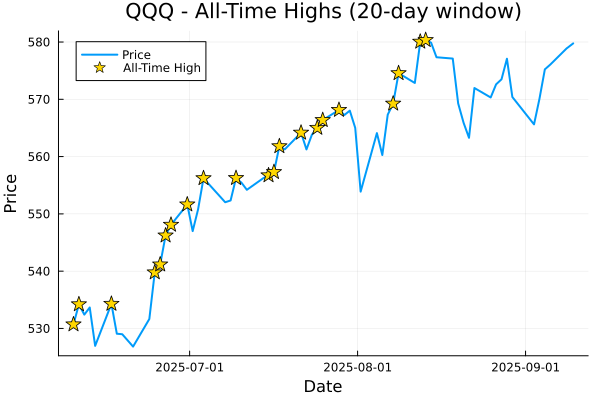 QQQ - All-Time Highs (20-day window)
Price
All-Time High
580
570
560
550
540
530
Price
2025-07-01
2025-08-01
2025-09-01
Date